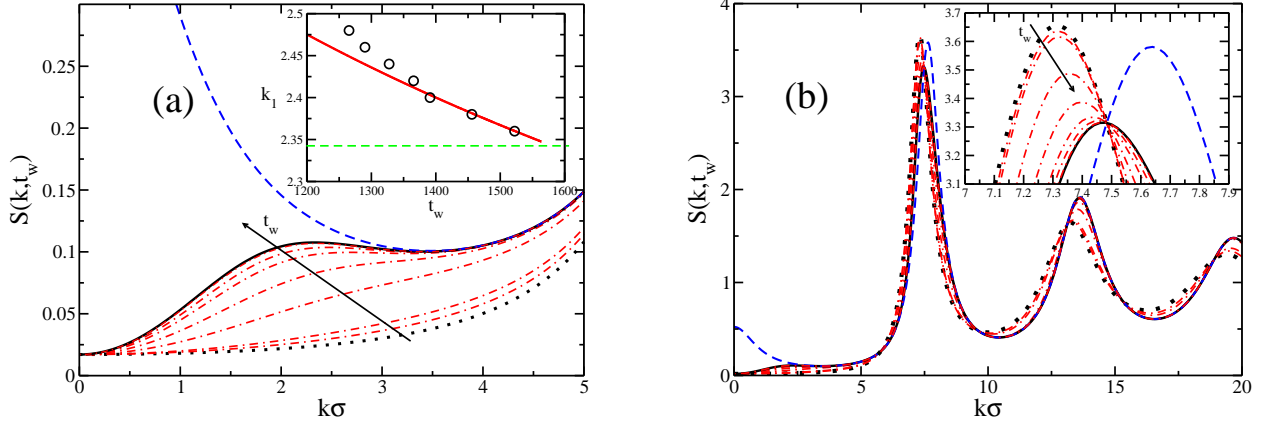 (a)
S(k,t_w)
0.25
0.2
0.15
0.1
0.05
0
0 1 2 3 4 5
kσ
t_w
2.5
2.45
2.4
2.35
2.3
k_1
1200 1300 1400 1500 1600
t_w
(b)
S(k,t_w)
4
3
2
1
0
0 5 10 15 20
kσ
t_w
3.7
3.6
3.5
3.4
3.3
3.2
3.1
7 7.1 7.2 7.3 7.4 7.5 7.6 7.7 7.8 7.9